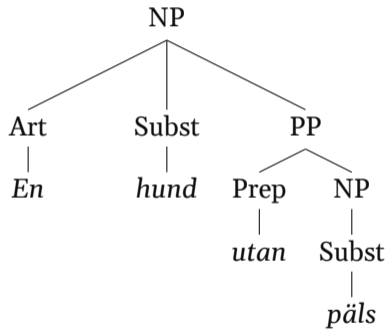 NP
Art Subst PP
En hund Prep NP
utan Subst
päls